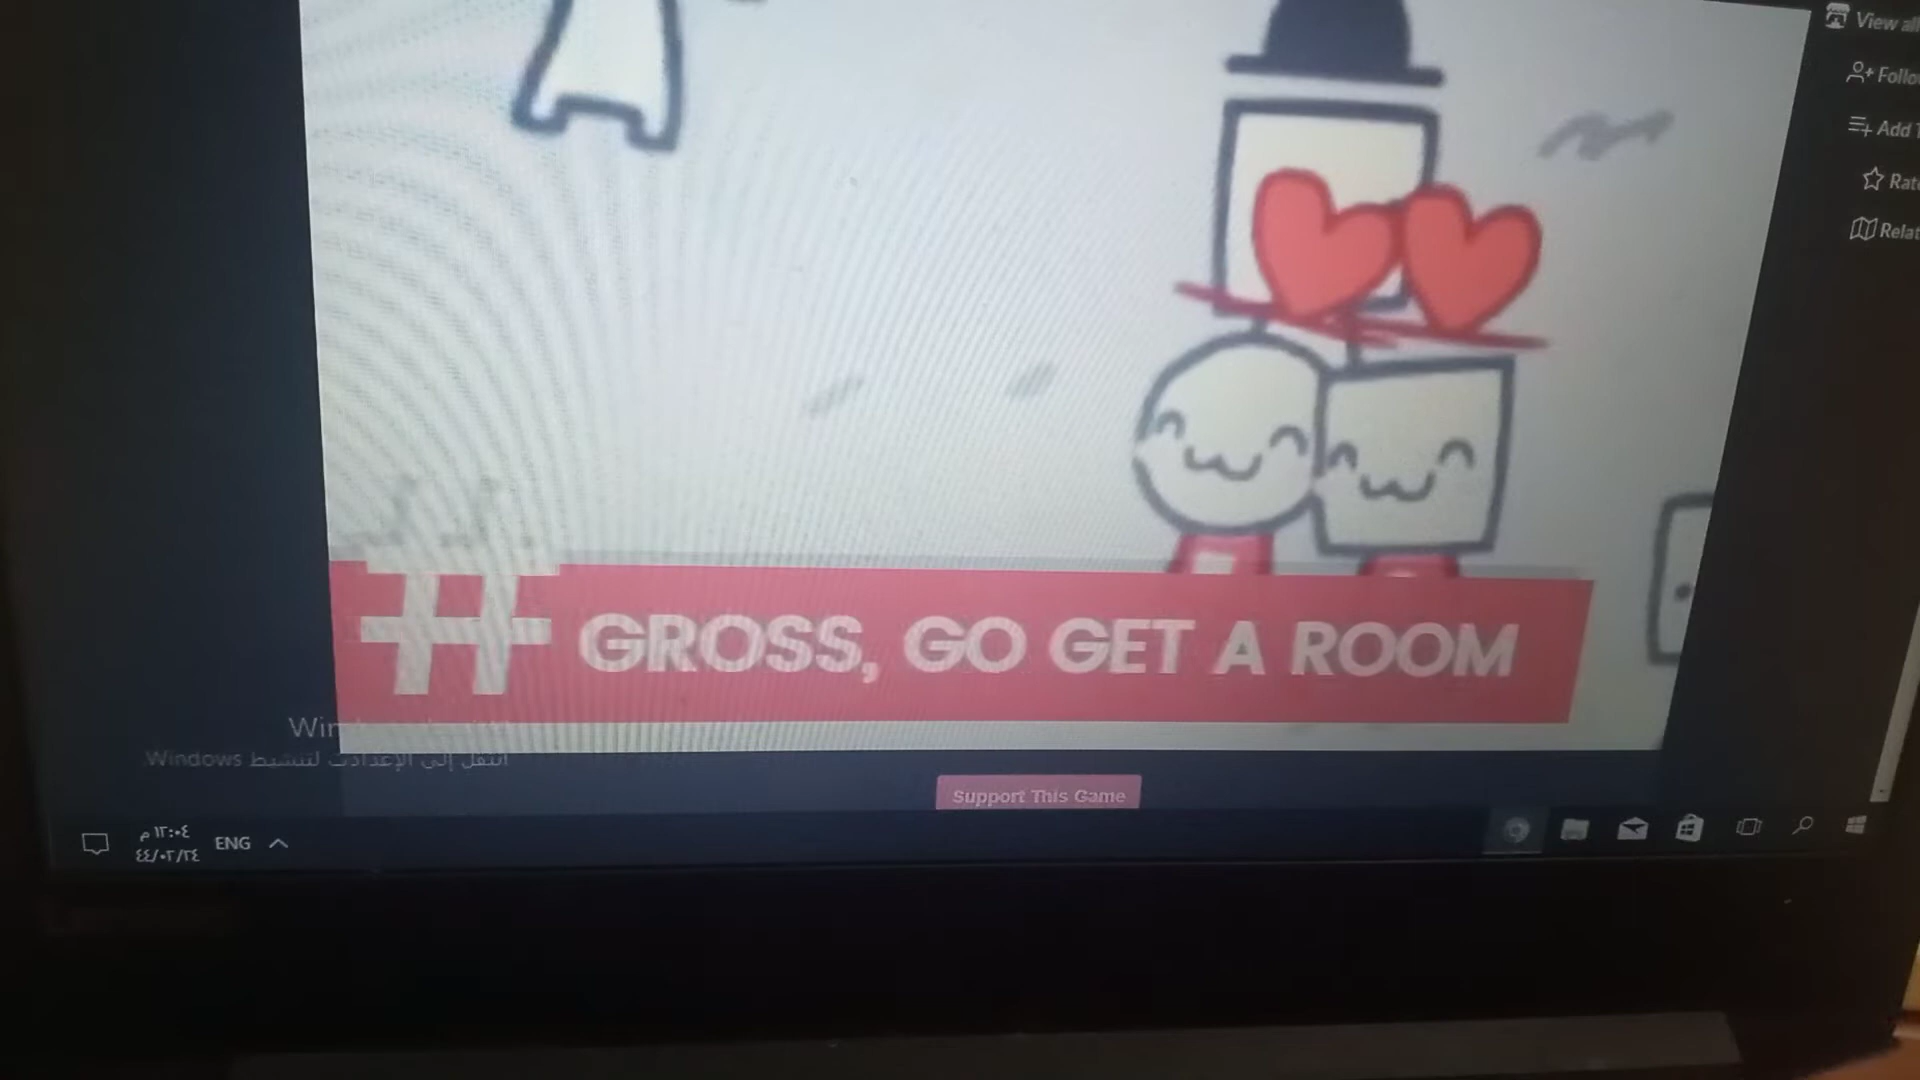 View all
Follo
Add
Rate
Relat
# GROSS, GO GET A ROOM
انتقل إلى الإعدادات لتنشيط Windows
Support This Game
١٢:٠٤ م
ENG
٤٤/٠٢/٢٤